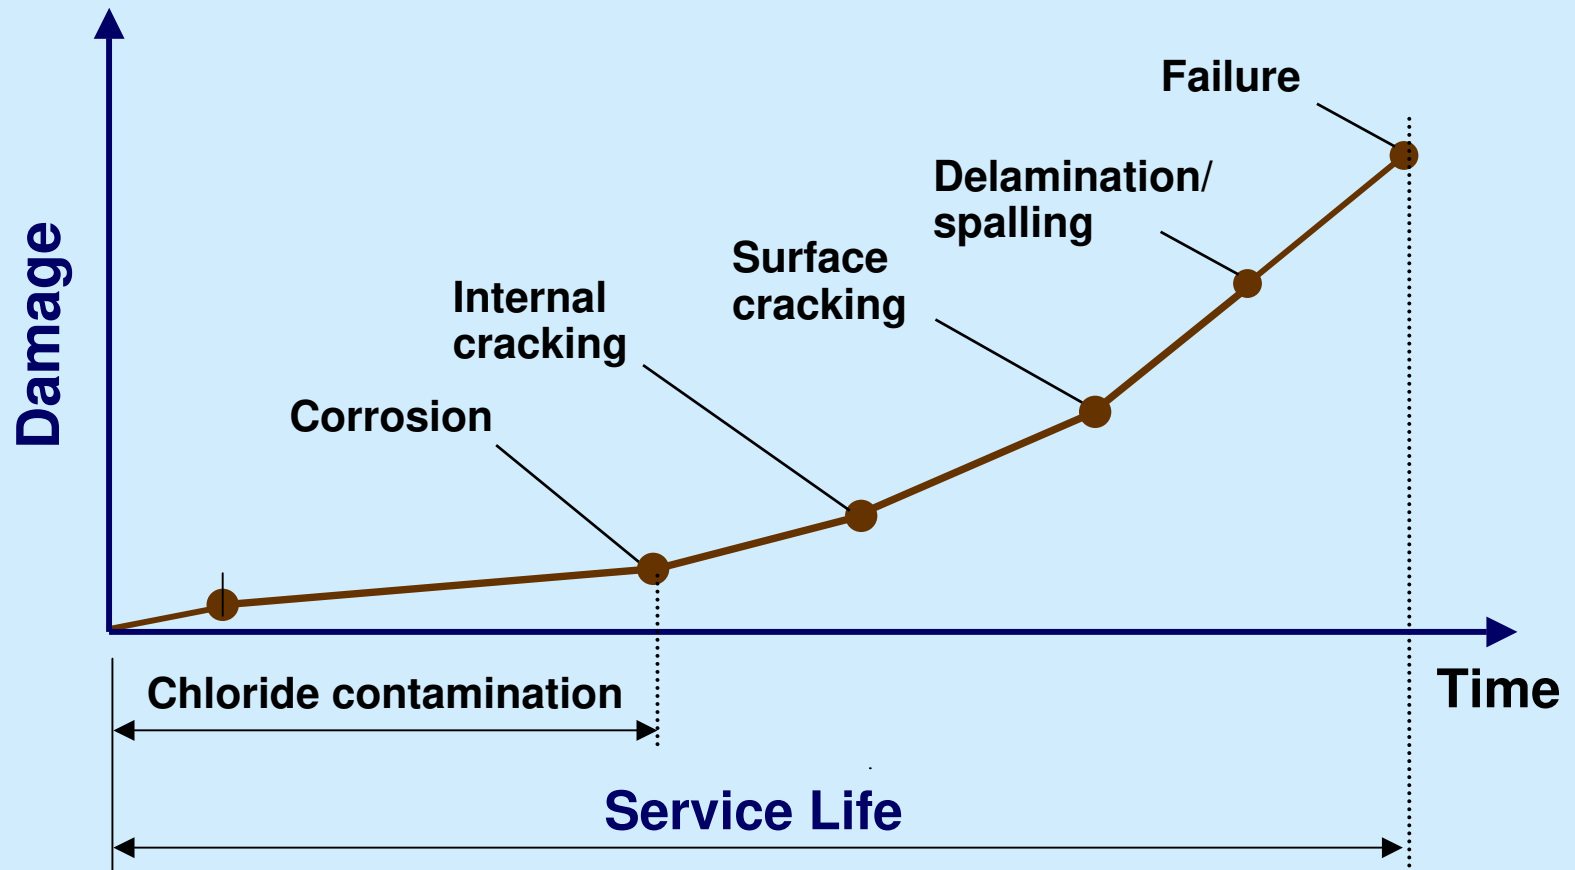 Failure
Delamination/
spalling
Surface
cracking
Internal
cracking
Corrosion
Damage
Chloride contamination
Time
Service Life